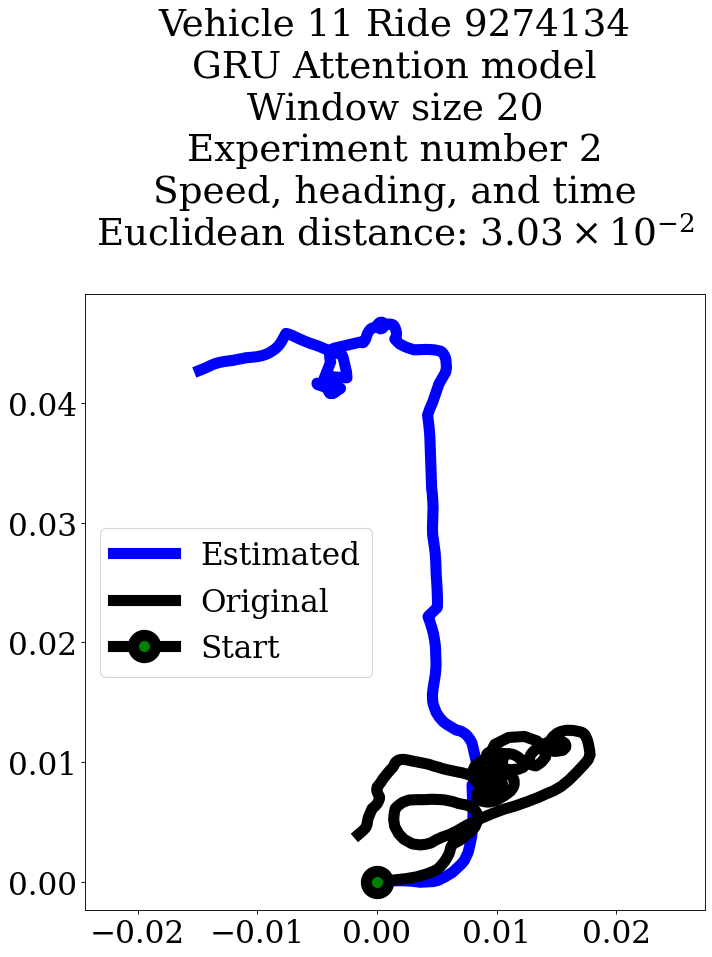 Vehicle 11 Ride 9274134
GRU Attention model
Window size 20
Experiment number 2
Speed, heading, and time
Euclidean distance: 3.03 × 10⁻²
0.04
0.03
0.02
0.01
0.00
Estimated
Original
Start
−0.02 −0.01 0.00 0.01 0.02